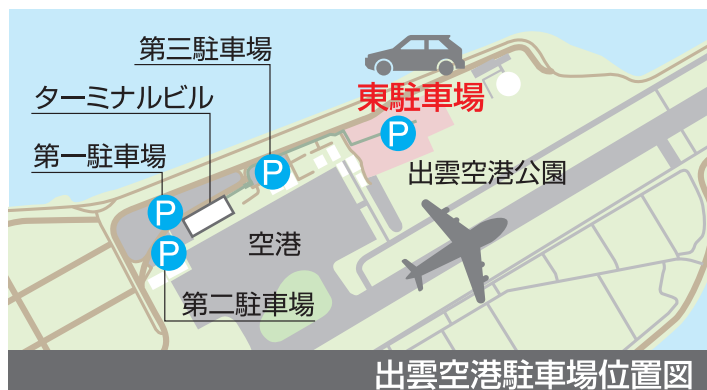 第三駐車場
ターミナルビル
第一駐車場
東駐車場
P
P
P
P
出雲空港公園
空港
第二駐車場
出雲空港駐車場位置図